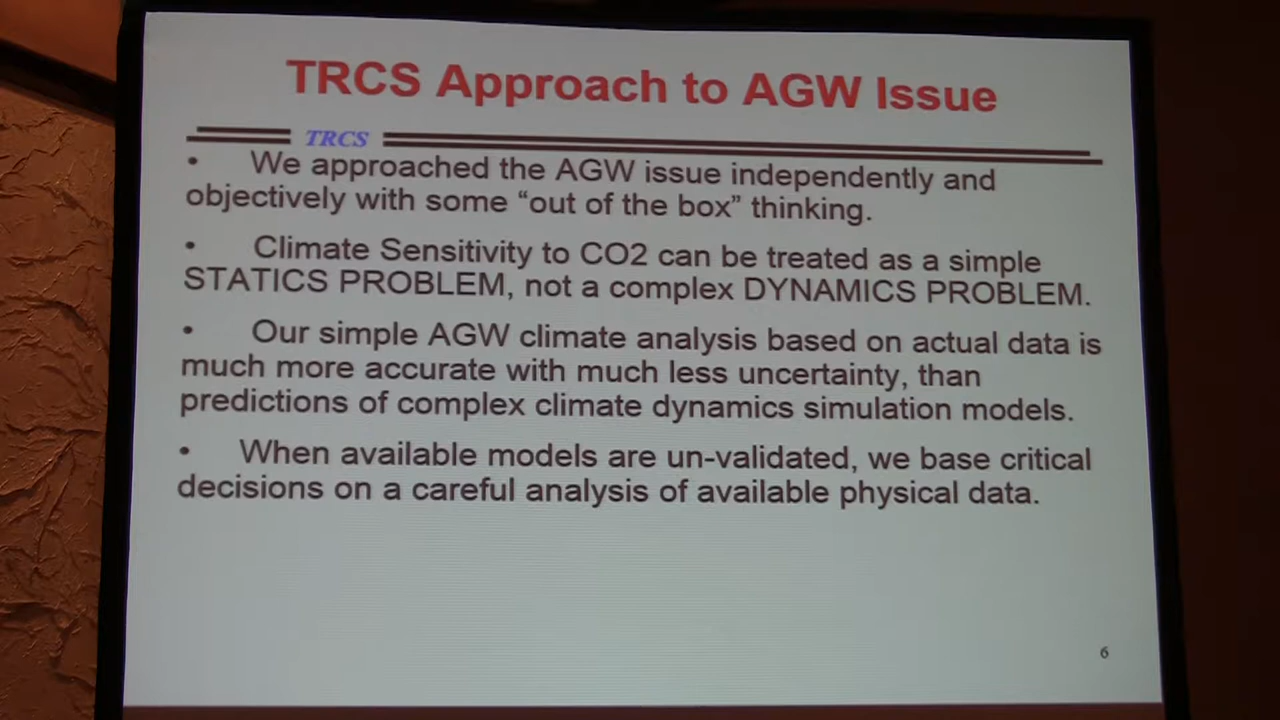 TRCS Approach to AGW Issue
TRCS
• We approached the AGW issue independently and
objectively with some “out of the box” thinking.
• Climate Sensitivity to CO2 can be treated as a simple
STATICS PROBLEM, not a complex DYNAMICS PROBLEM.
• Our simple AGW climate analysis based on actual data is
much more accurate with much less uncertainty, than
predictions of complex climate dynamics simulation models.
• When available models are un-validated, we base critical
decisions on a careful analysis of available physical data.
6